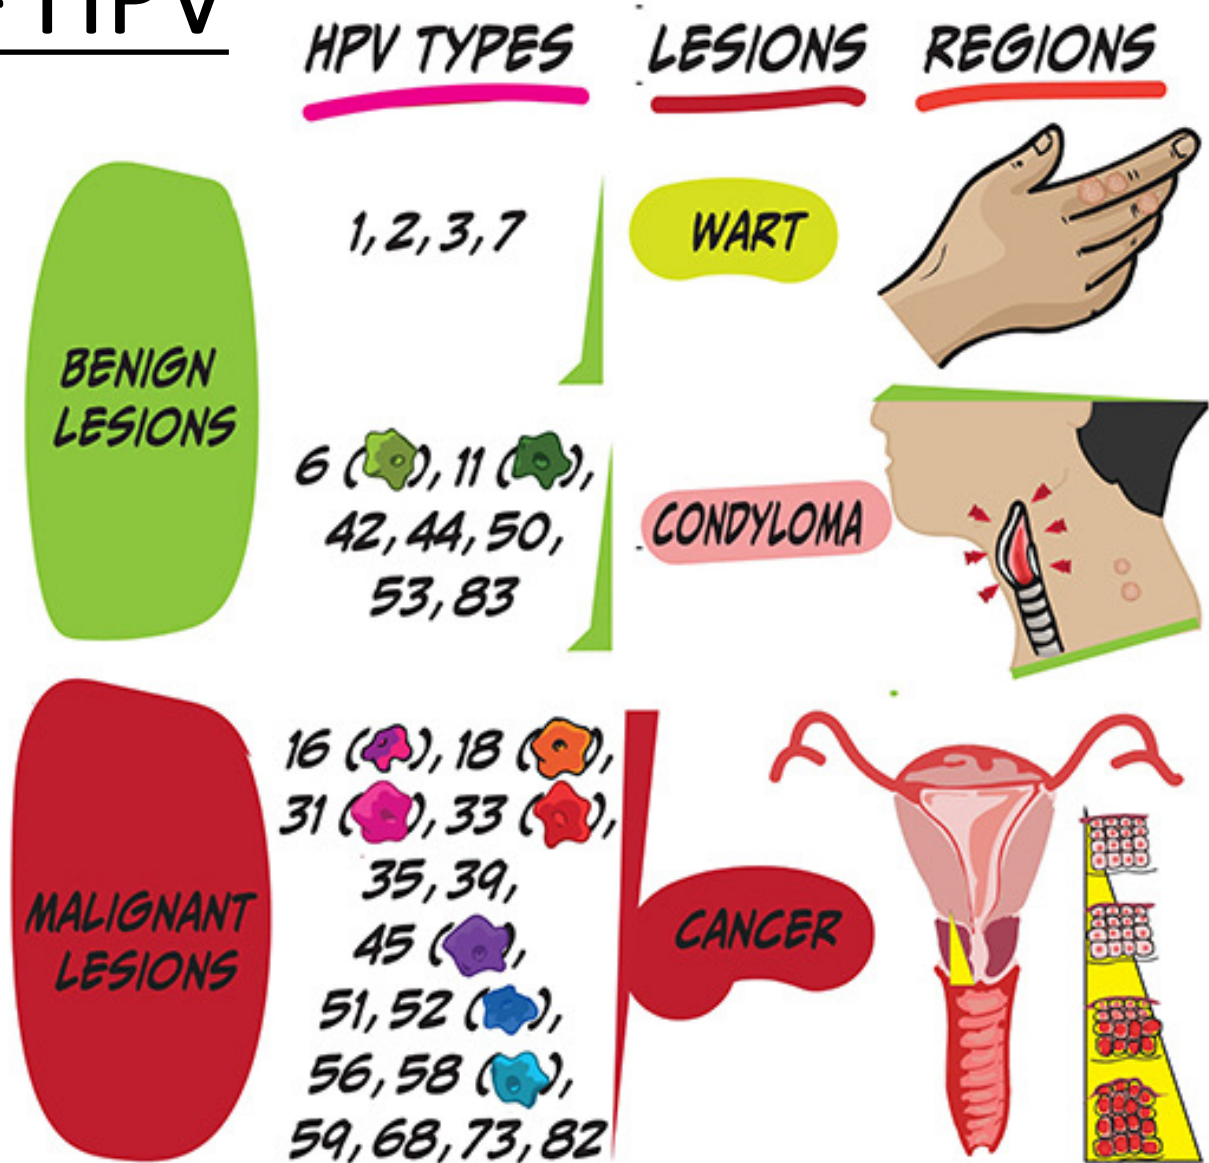 HPV
HPV TYPES
LESIONS
REGIONS
BENIGN
LESIONS
1, 2, 3, 7
WART
6 ( ), 11 ( ),
42, 44, 50,
53, 83
CONDYLOMA
MALIGNANT
LESIONS
16 ( ), 18 ( ),
31 ( ), 33 ( ),
35, 39,
45 ( ),
51, 52 ( ),
56, 58 ( ),
59, 68, 73, 82
CANCER